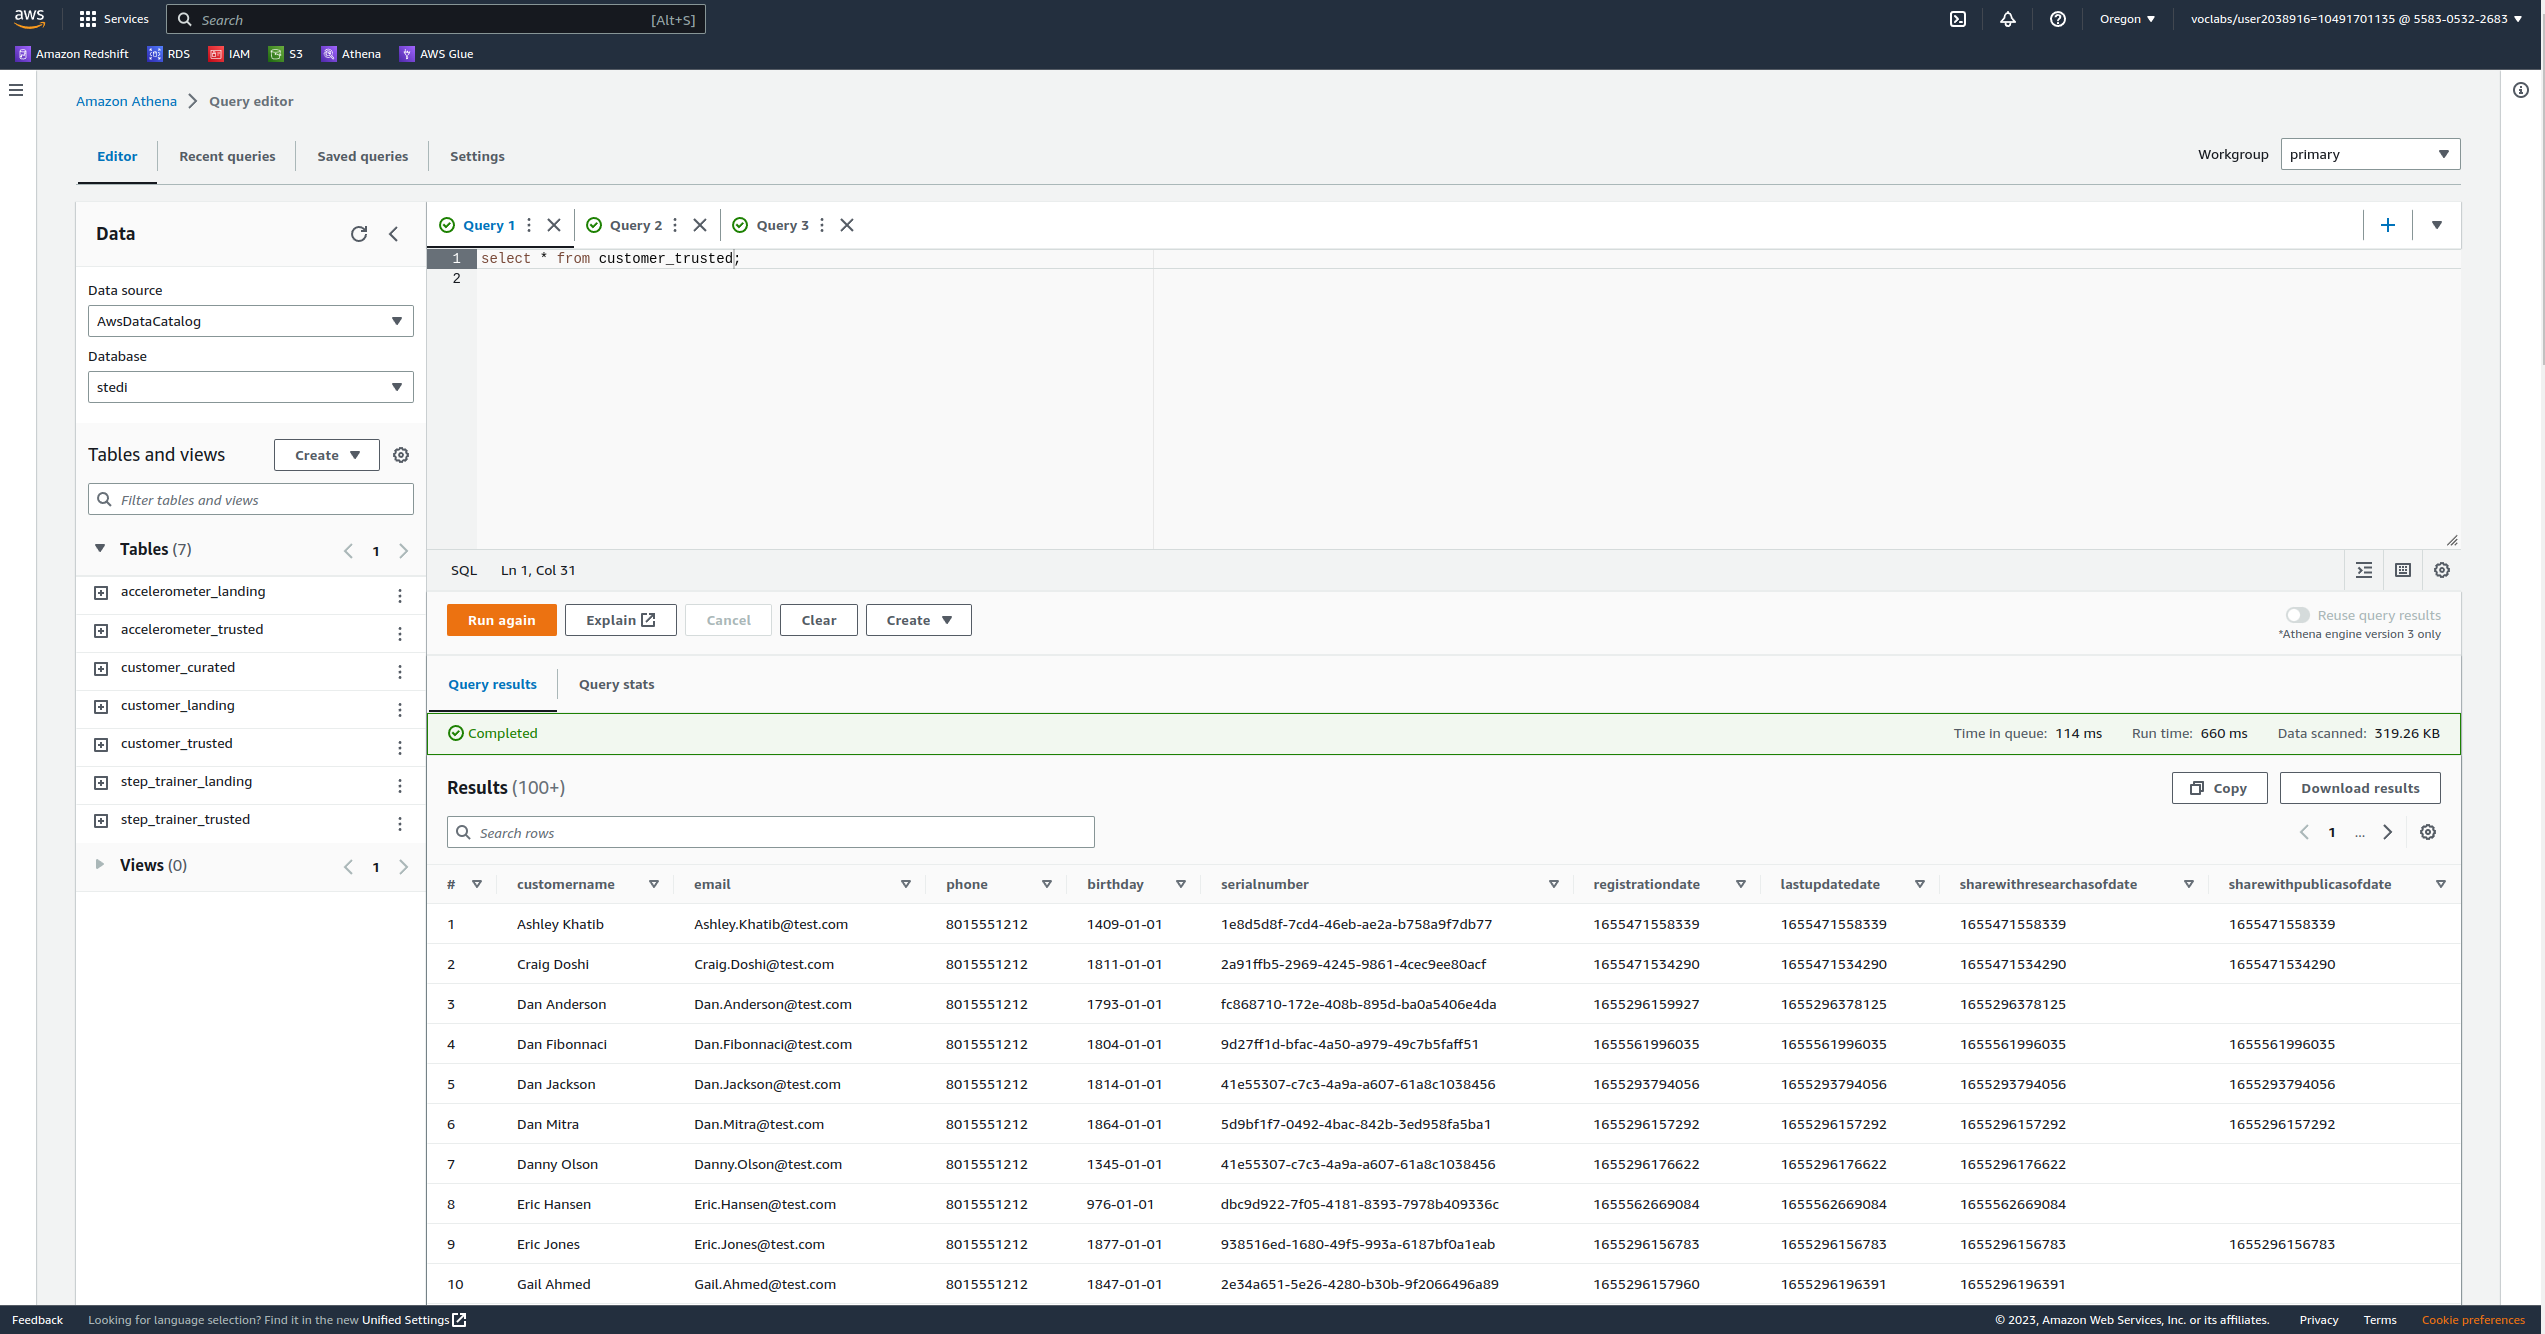 aws Services Search [Alt+S] Oregon voclabs/user2038916=10491701135 @ 5583-0532-2683
Amazon Redshift RDS IAM S3 Athena AWS Glue
Amazon Athena Query editor
Editor Recent queries Saved queries Settings Workgroup primary
Data
Data source
AwsDataCatalog
Database
stedi
Tables and views Create
Filter tables and views
Tables (7) 1
accelerometer_landing
accelerometer_trusted
customer_curated
customer_landing
customer_trusted
step_trainer_landing
step_trainer_trusted
Views (0) 1
Query 1 Query 2 Query 3
1 select * from customer_trusted;
2
SQL Ln 1, Col 31
Run again Explain Cancel Clear Create Reuse query results
*Athena engine version 3 only
Query results Query stats
Completed Time in queue: 114 ms Run time: 660 ms Data scanned: 319.26 KB
Results (100+) Copy Download results
Search rows 1 ...
# customername email phone birthday serialnumber registrationdate lastupdatedate sharewithresearchasofdate sharewithpublicasofdate
1 Ashley Khatib Ashley.Khatib@test.com 8015551212 1409-01-01 1e8d5d8f-7cd4-46eb-ae2a-b758a9f7db77 1655471558339 1655471558339 1655471558339 1655471558339
2 Craig Doshi Craig.Doshi@test.com 8015551212 1811-01-01 2a91ffb5-2969-4245-9861-4cec9ee80acf 1655471534290 1655471534290 1655471534290 1655471534290
3 Dan Anderson Dan.Anderson@test.com 8015551212 1793-01-01 fc868710-172e-408b-895d-ba0a5406e4da 1655296159927 1655296378125 1655296378125
4 Dan Fibonnaci Dan.Fibonnaci@test.com 8015551212 1804-01-01 9d27ff1d-bfac-4a50-a979-49c7b5faff51 1655561996035 1655561996035 1655561996035 1655561996035
5 Dan Jackson Dan.Jackson@test.com 8015551212 1814-01-01 41e55307-c7c3-4a9a-a607-61a8c1038456 1655293794056 1655293794056 1655293794056 1655293794056
6 Dan Mitra Dan.Mitra@test.com 8015551212 1864-01-01 5d9bf1f7-0492-4bac-842b-3ed958fa5ba1 1655296157292 1655296157292 1655296157292 1655296157292
7 Danny Olson Danny.Olson@test.com 8015551212 1345-01-01 41e55307-c7c3-4a9a-a607-61a8c1038456 1655296176622 1655296176622 1655296176622
8 Eric Hansen Eric.Hansen@test.com 8015551212 976-01-01 dbc9d922-7f05-4181-8393-7978b409336c 1655562669084 1655562669084 1655562669084
9 Eric Jones Eric.Jones@test.com 8015551212 1877-01-01 938516ed-1680-49f5-993a-6187bf0a1eab 1655296156783 1655296156783 1655296156783 1655296156783
10 Gail Ahmed Gail.Ahmed@test.com 8015551212 1847-01-01 2e34a651-5e26-4280-b30b-9f2066496a89 1655296157960 1655296196391 1655296196391
Feedback Looking for language selection? Find it in the new Unified Settings © 2023, Amazon Web Services, Inc. or its affiliates. Privacy Terms Cookie preferences